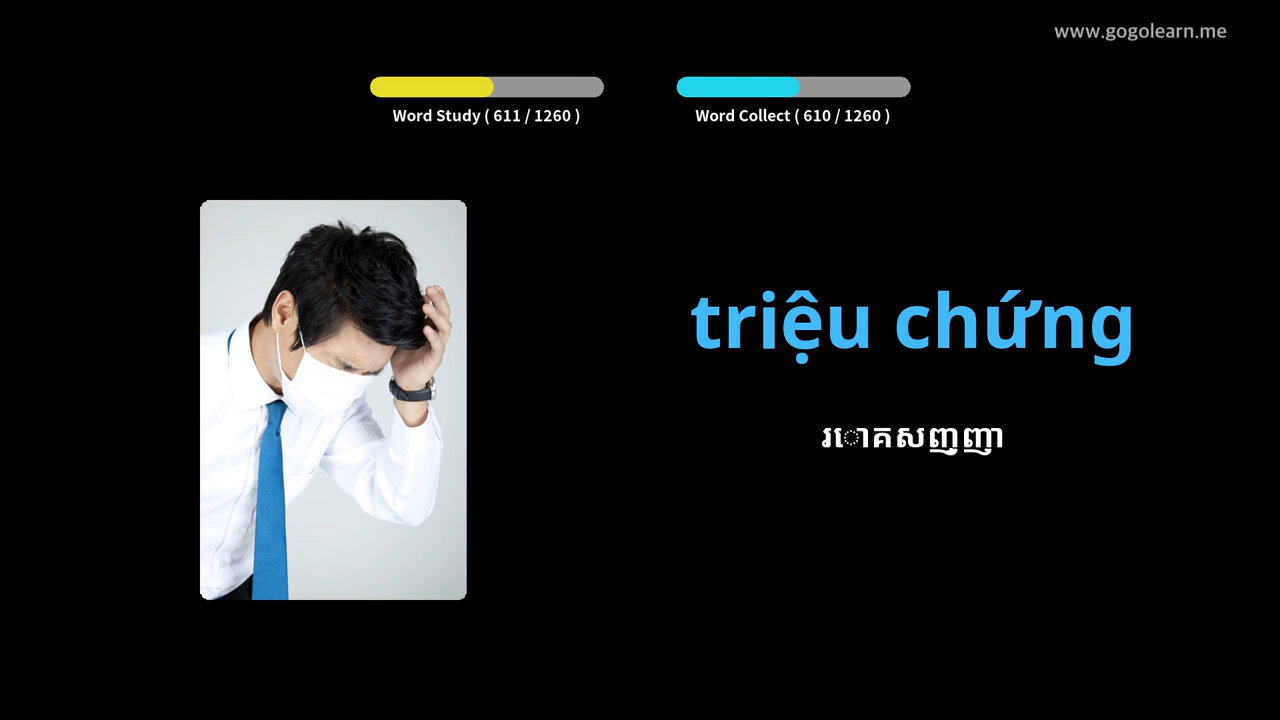 www.gogolearn.me
Word Study ( 611 / 1260 )
Word Collect ( 610 / 1260 )
triệu chứng
រោគសញ្ញា